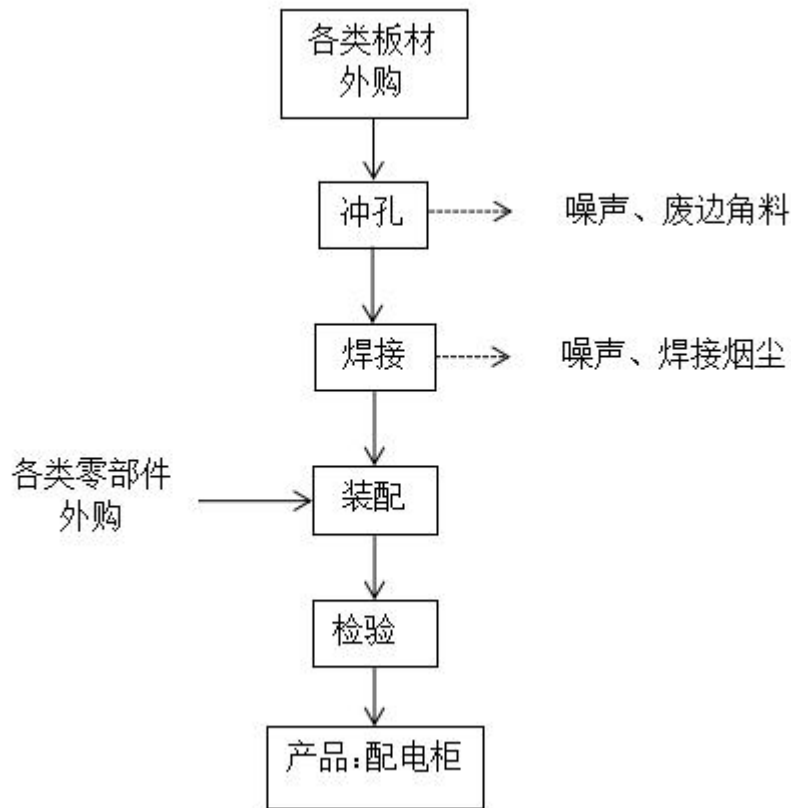 各类板材
外购
冲孔
噪声、废边角料
焊接
噪声、焊接烟尘
各类零部件
外购
装配
检验
产品:配电柜